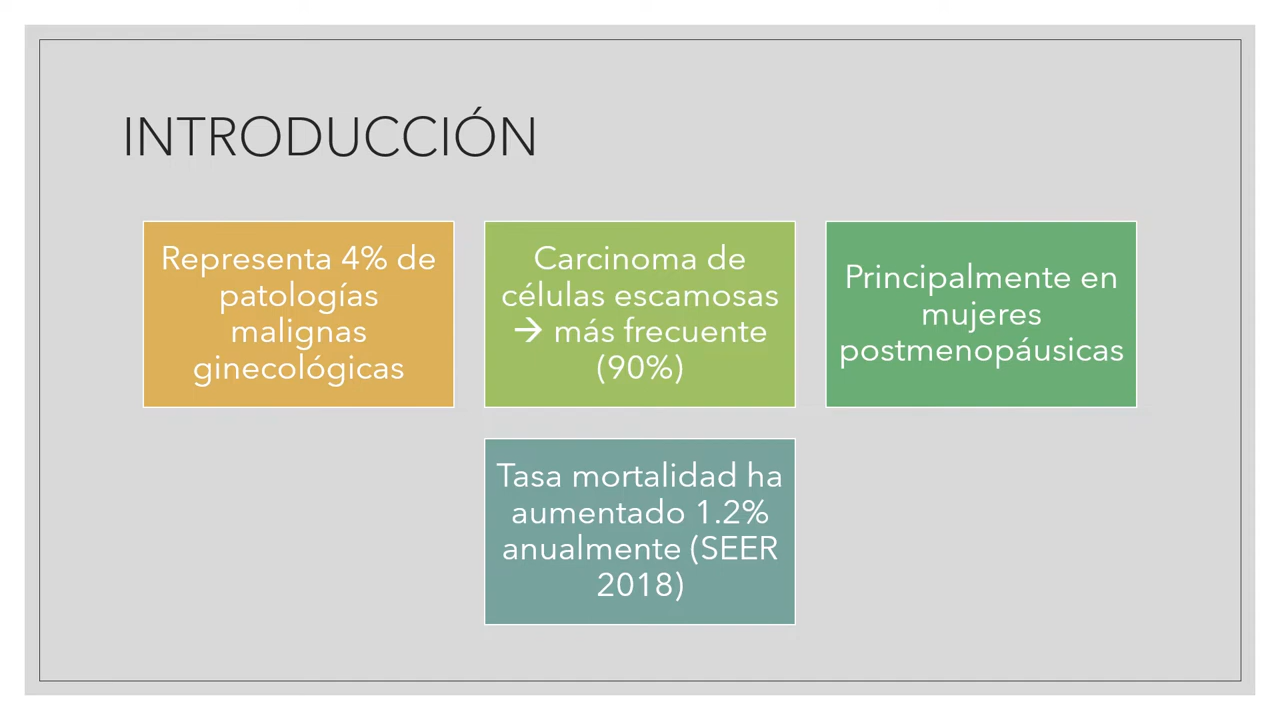 INTRODUCCIÓN
Representa 4% de
patologías
malignas
ginecológicas
Carcinoma de
células escamosas
→ más frecuente
(90%)
Principalmente en
mujeres
postmenopáusicas
Tasa mortalidad ha
aumentado 1.2%
anualmente (SEER
2018)